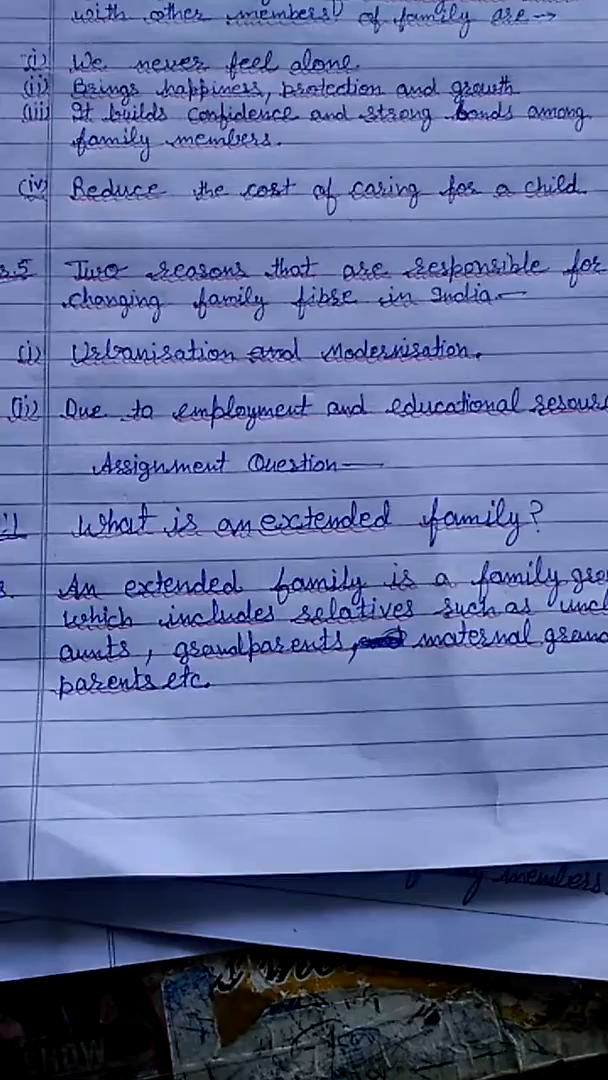 with other members of family are →
(i) We never feel alone.
(ii) Brings happiness, protection and growth
(iii) It builds confidence and strong bonds among
family members.
(iv) Reduce the cost of caring for a child.
5 Two reasons that are responsible for
changing family fibre in India—
(i) Urbanisation and Modernisation.
(ii) Due to employment and educational resour
Assignment Question—
What is an extended family?
An extended family is a family gro
which includes relatives such as uncl
aunts, grandparents, maternal grand
parents etc.
members.